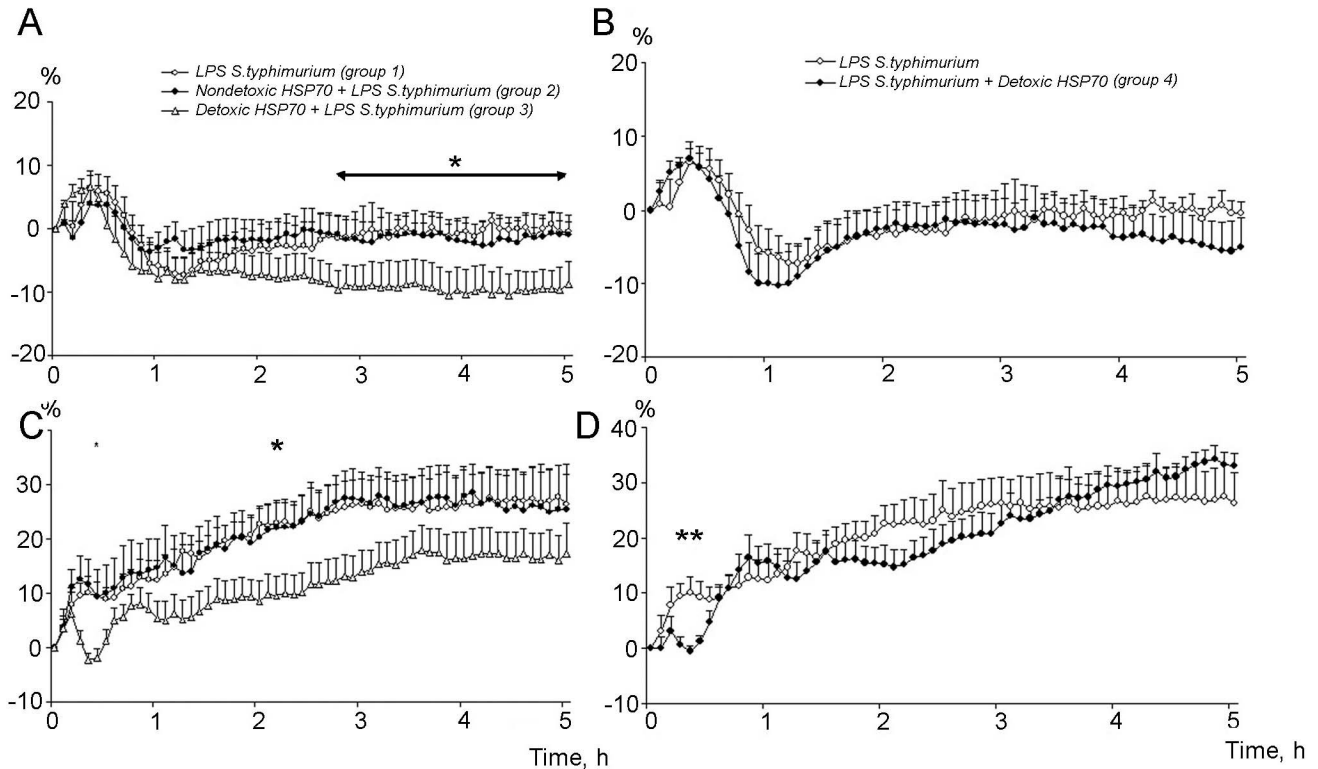 A
%
LPS S.typhimurium (group 1)
Nondetoxic HSP70 + LPS S.typhimurium (group 2)
Detoxic HSP70 + LPS S.typhimurium (group 3)
*
20
10
0
-10
-20
0 1 2 3 4 5
B
%
LPS S.typhimurium
LPS S.typhimurium + Detoxic HSP70 (group 4)
20
10
0
-10
-20
0 1 2 3 4 5
C
%
* *
30
20
10
0
-10
0 1 2 3 4 5
Time, h
D
%
**
40
30
20
10
0
-10
0 1 2 3 4 5
Time, h